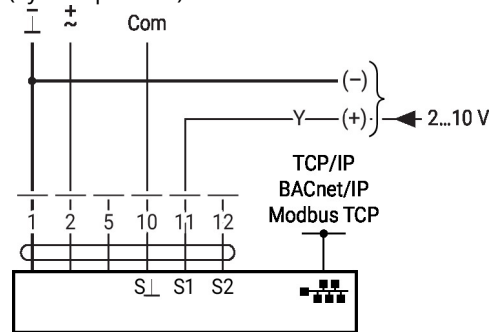 Com
(–)
Y (+) 2...10 V
TCP/IP
BACnet/IP
Modbus TCP
1 2 5 10 11 12
S⊥ S1 S2